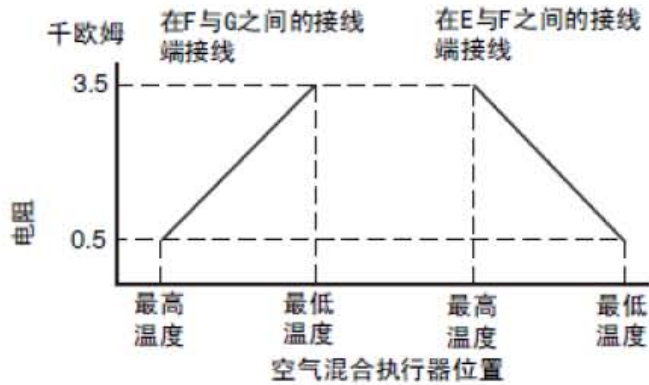 千欧姆
在F与G之间的接线
端接线
在E与F之间的接线
端接线
3.5
电阻
0.5
最高
温度
最低
温度
最高
温度
最低
温度
空气混合执行器位置